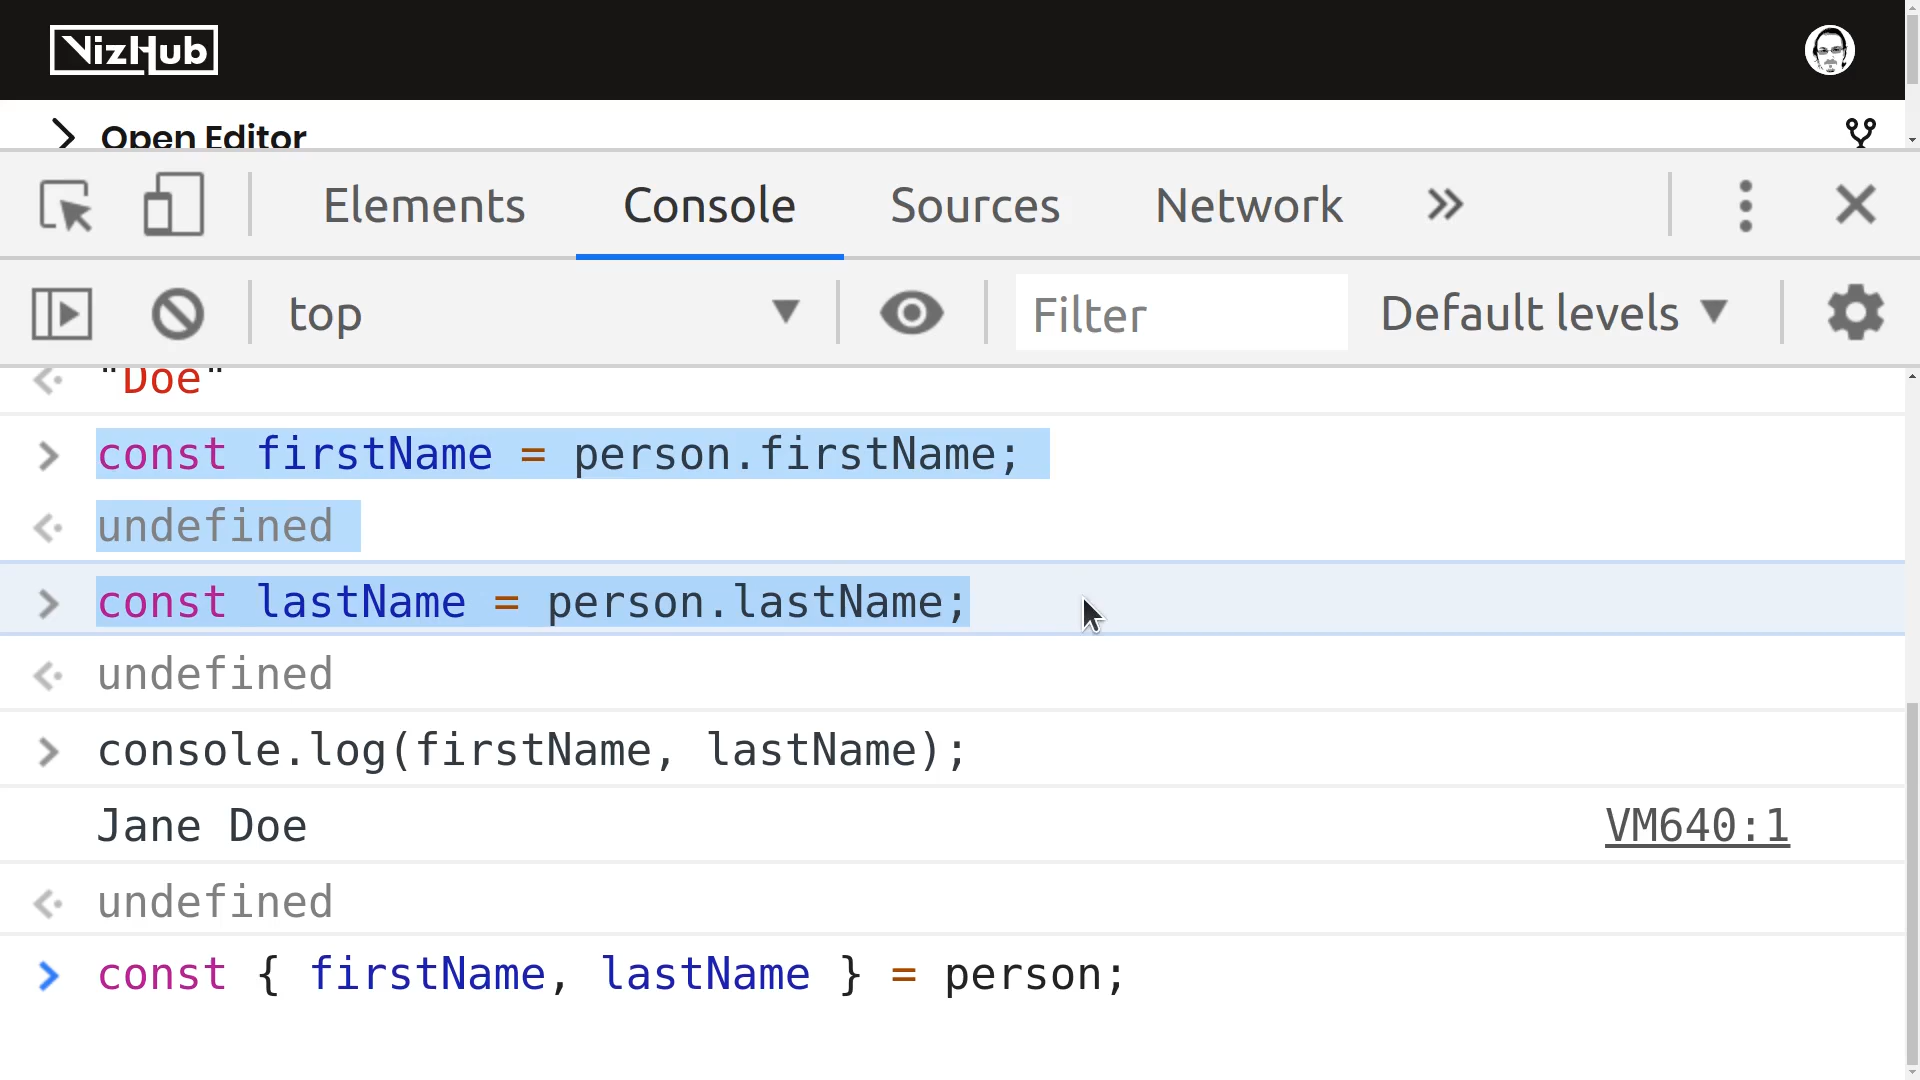 VizHub
Open Editor
Elements Console Sources Network
top Filter Default levels
"Doe"
const firstName = person.firstName;
undefined
const lastName = person.lastName;
undefined
console.log(firstName, lastName);
Jane Doe VM640:1
undefined
const { firstName, lastName } = person;